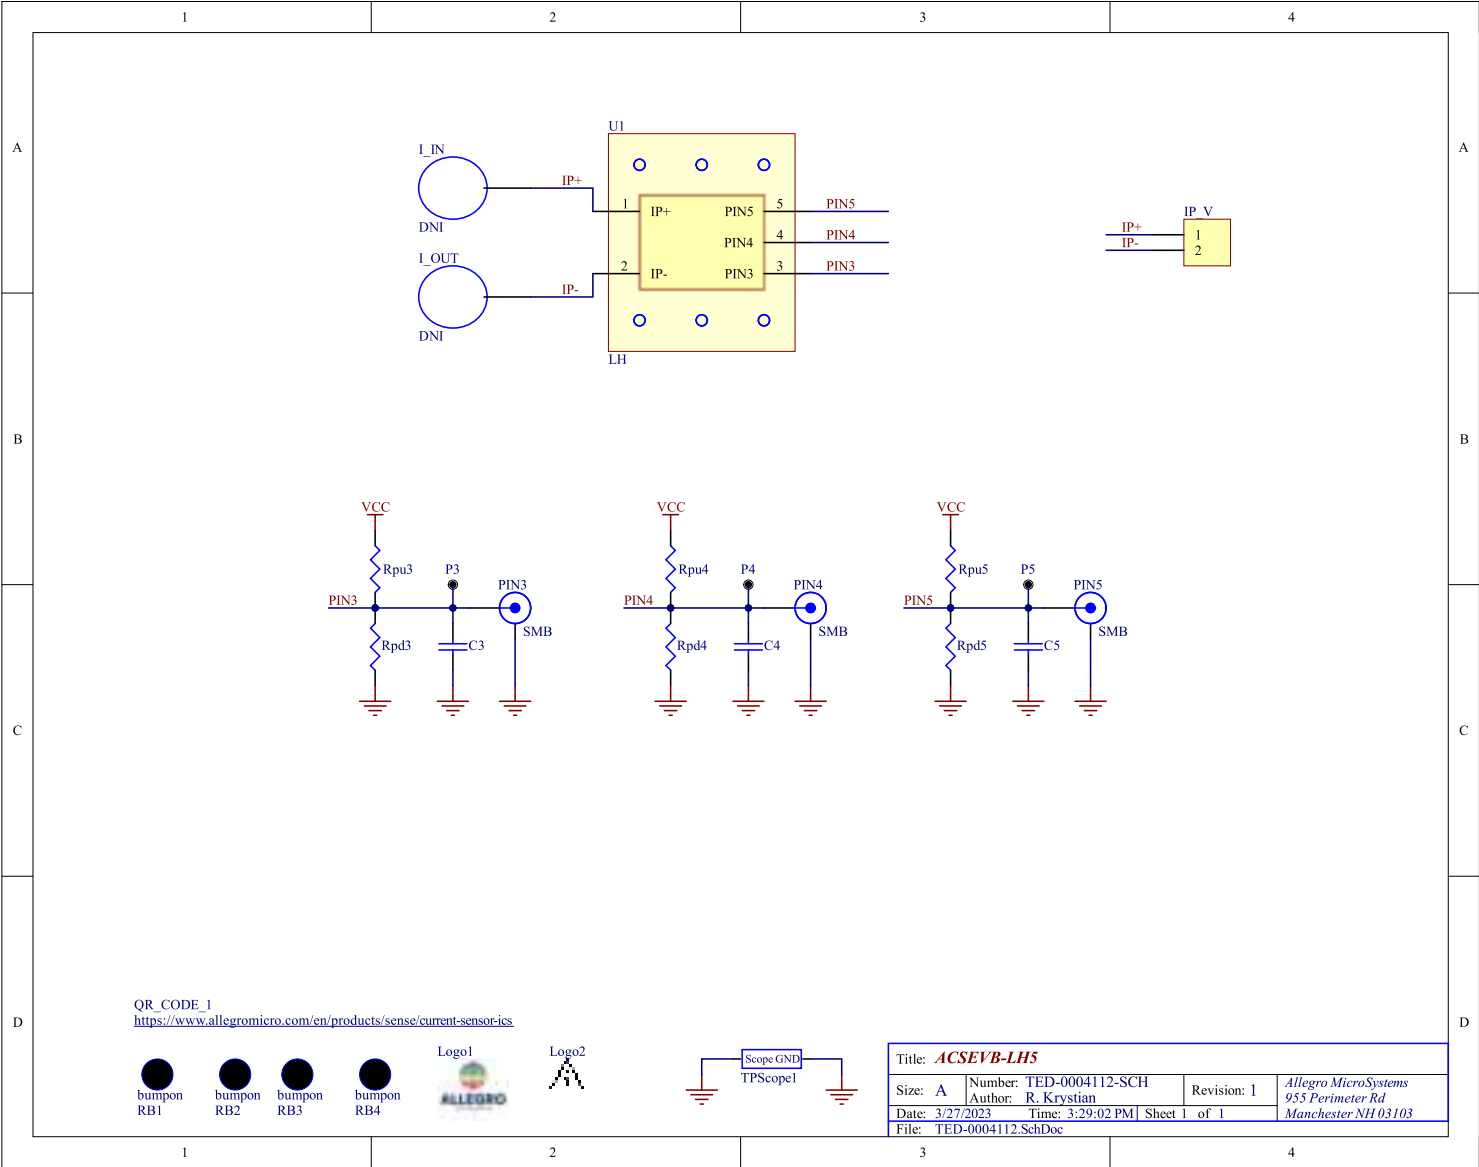 1 2 3 4
A A
U1
I_IN
IP+
DNI
1 IP+ PIN5 5 PIN5
PIN4 4 PIN4
2 IP- PIN3 3 PIN3
I_OUT
IP-
DNI
LH
IP_V
IP+ 1
IP- 2
B B
VCC VCC VCC
Rpu3 P3 PIN3 Rpu4 P4 PIN4 Rpu5 P5 PIN5
PIN3 PIN4 PIN5
SMB SMB SMB
Rpd3 C3 Rpd4 C4 Rpd5 C5
C C
QR_CODE_1
https://www.allegromicro.com/en/products/sense/current-sensor-ics
D D
Logo1 Logo2
ALLEGRO
bumpon bumpon bumpon bumpon
RB1 RB2 RB3 RB4
Scope GND
TPScope1
Title: ACSEVB-LH5
Size: A Number: TED-0004112-SCH Revision: 1
Author: R. Krystian
Allegro MicroSystems
955 Perimeter Rd
Manchester NH 03103
Date: 3/27/2023 Time: 3:29:02 PM Sheet 1 of 1
File: TED-0004112.SchDoc
1 2 3 4